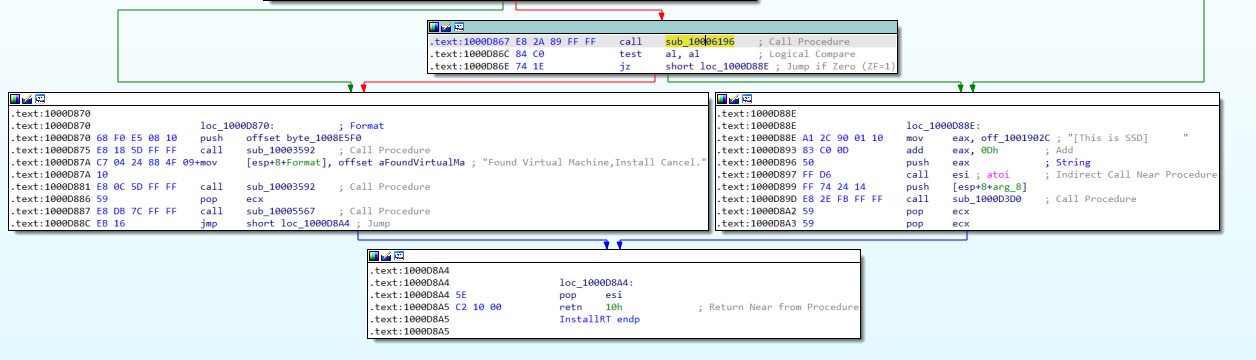 .text:1000D867 E8 2A 89 FF FF call sub_10006196 ; Call Procedure
.text:1000D86C 84 C0 test al, al ; Logical Compare
.text:1000D86E 74 1E jz short loc_1000D88E ; Jump if Zero (ZF=1)
.text:1000D870
.text:1000D870 loc_1000D870: ; Format
.text:1000D870 68 F0 E5 08 10 push offset byte_1008E5F0
.text:1000D875 E8 18 5D FF FF call sub_10003592 ; Call Procedure
.text:1000D87A C7 04 24 88 4F 09+mov [esp+8+Format], offset aFoundVirtualMa ; "Found Virtual Machine,Install Cancel."
.text:1000D87A 10
.text:1000D881 E8 0C 5D FF FF call sub_10003592 ; Call Procedure
.text:1000D886 59 pop ecx
.text:1000D887 E8 DB 7C FF FF call sub_10005567 ; Call Procedure
.text:1000D88C EB 16 jmp short loc_1000D8A4 ; Jump
.text:1000D88E
.text:1000D88E loc_1000D88E:
.text:1000D88E A1 2C 90 01 10 mov eax, off_1001902C ; "[This is SSD] "
.text:1000D893 83 C0 0D add eax, 0Dh ; Add
.text:1000D896 50 push eax ; String
.text:1000D897 FF D6 call esi ; atoi ; Indirect Call Near Procedure
.text:1000D899 FF 74 24 14 push [esp+8+arg_8]
.text:1000D89D E8 2E FB FF FF call sub_1000D3D0 ; Call Procedure
.text:1000D8A2 59 pop ecx
.text:1000D8A3 59 pop ecx
.text:1000D8A4
.text:1000D8A4 loc_1000D8A4:
.text:1000D8A4 5E pop esi
.text:1000D8A5 C2 10 00 retn 10h ; Return Near from Procedure
.text:1000D8A5 InstallRT endp
.text:1000D8A5